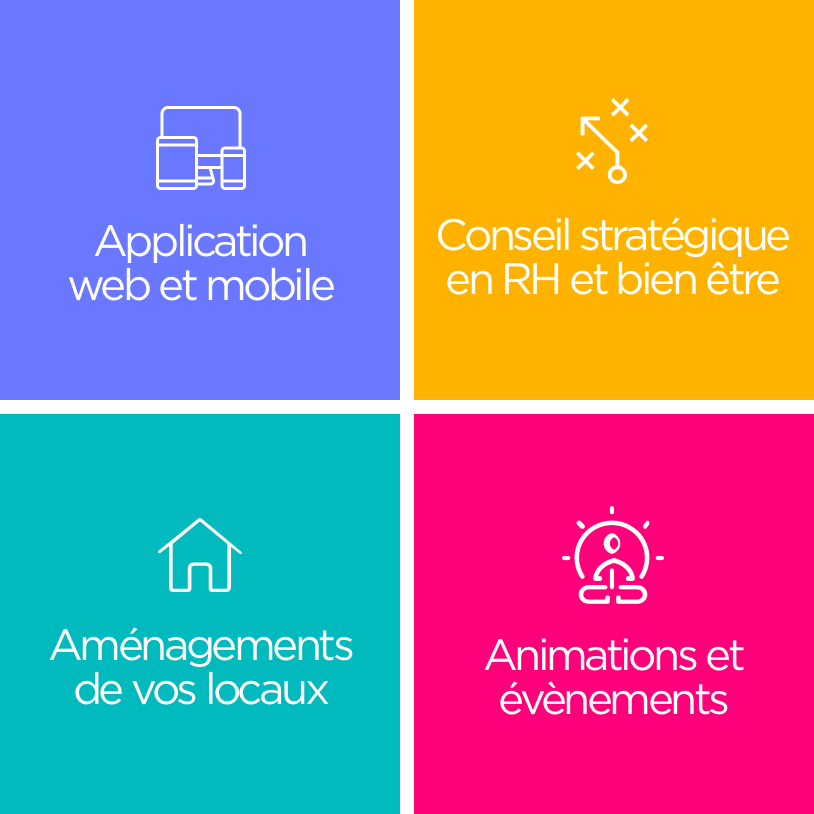 Application
web et mobile
Conseil stratégique
en RH et bien être
Aménagements
de vos locaux
Animations et
évènements